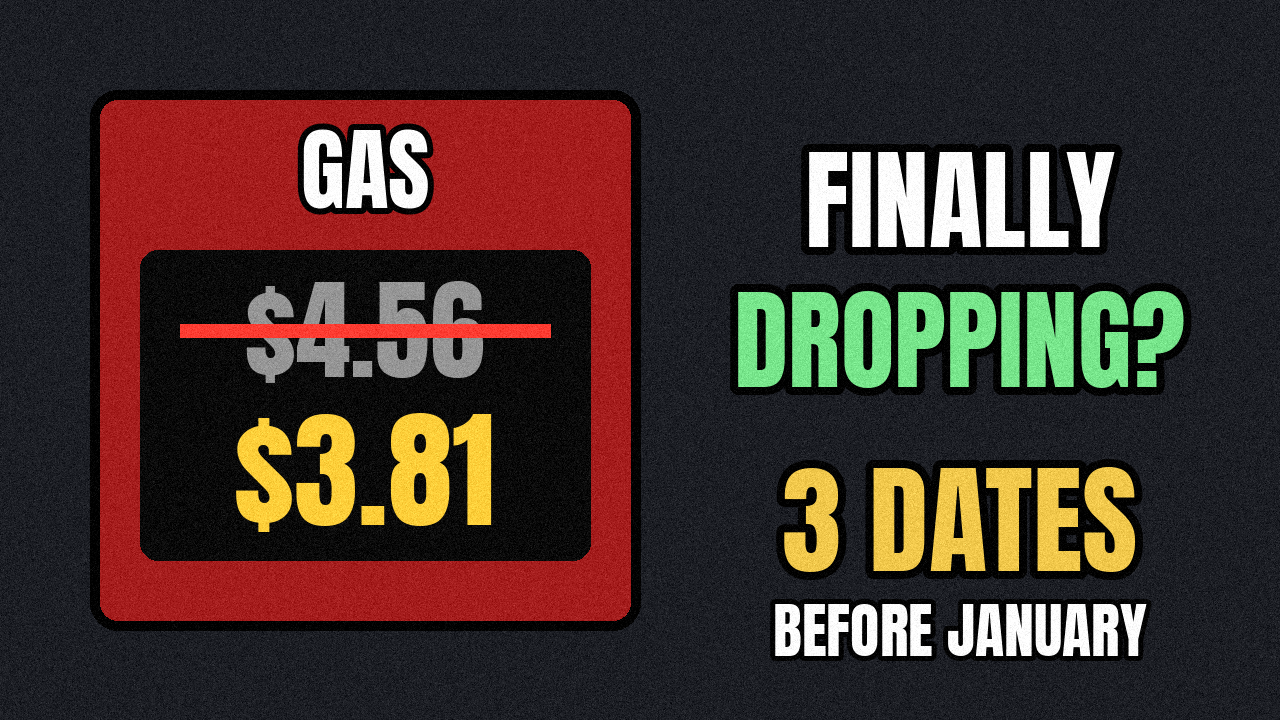 GAS
$4.56
$3.81
FINALLY
DROPPING?
3 DATES
BEFORE JANUARY